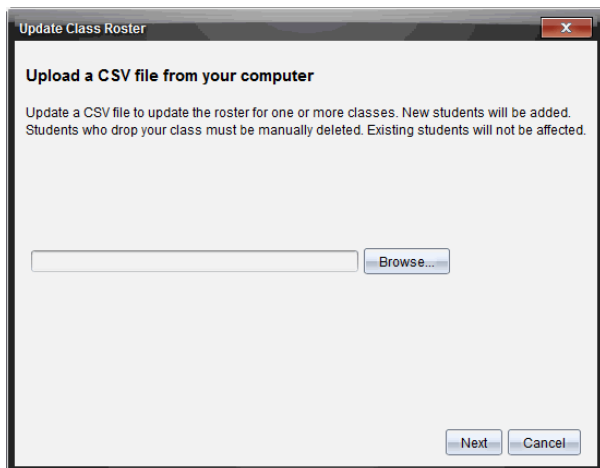 Update Class Roster
X
Upload a CSV file from your computer
Update a CSV file to update the roster for one or more classes. New students will be added.
Students who drop your class must be manually deleted. Existing students will not be affected.
Browse...
Next Cancel